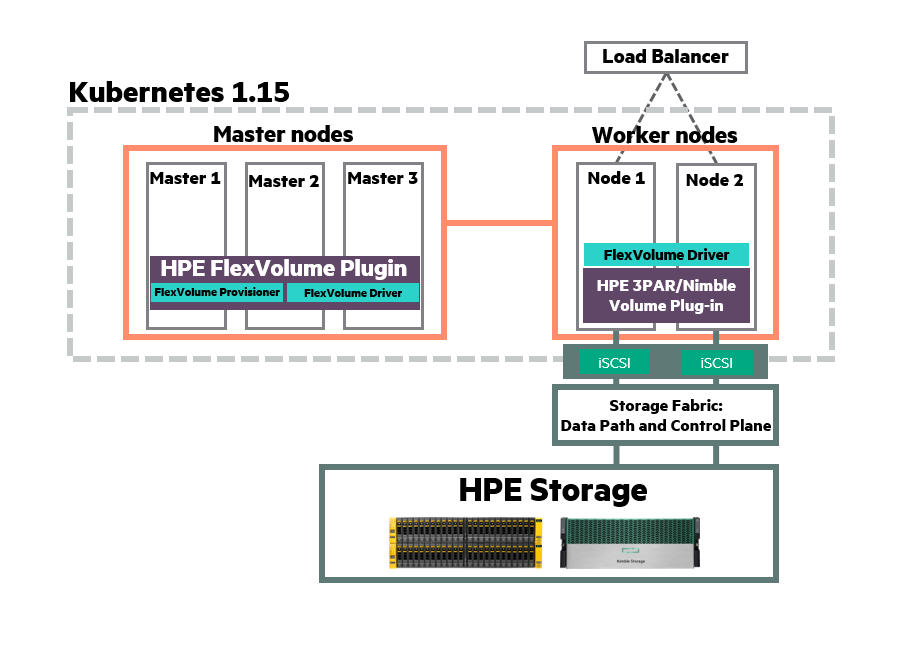 Load Balancer
Kubernetes 1.15
Master nodes
Worker nodes
Master 1
Master 2
Master 3
Node 1
Node 2
HPE FlexVolume Plugin
FlexVolume Provisioner
FlexVolume Driver
FlexVolume Driver
HPE 3PAR/Nimble
Volume Plug-in
iSCSI
iSCSI
Storage Fabric:
Data Path and Control Plane
HPE Storage
Nimble Storage